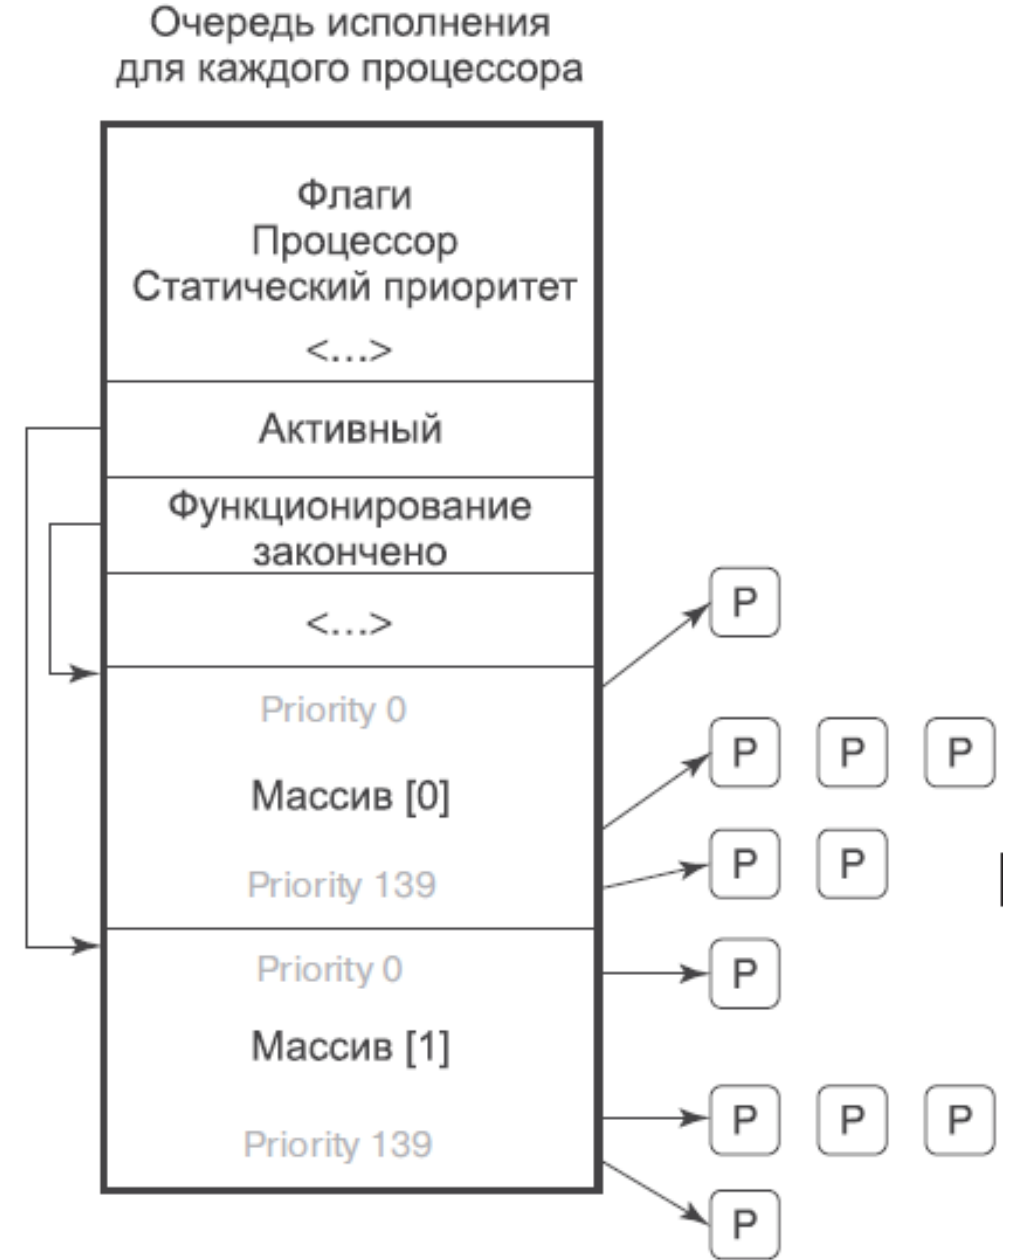 Очередь исполнения
для каждого процессора
Флаги
Процессор
Статический приоритет
<...>
Активный
Функционирование
закончено
<...>
P
Priority 0
P P P
Массив [0]
P P
Priority 139
P
Priority 0
Массив [1]
P P P
Priority 139
P